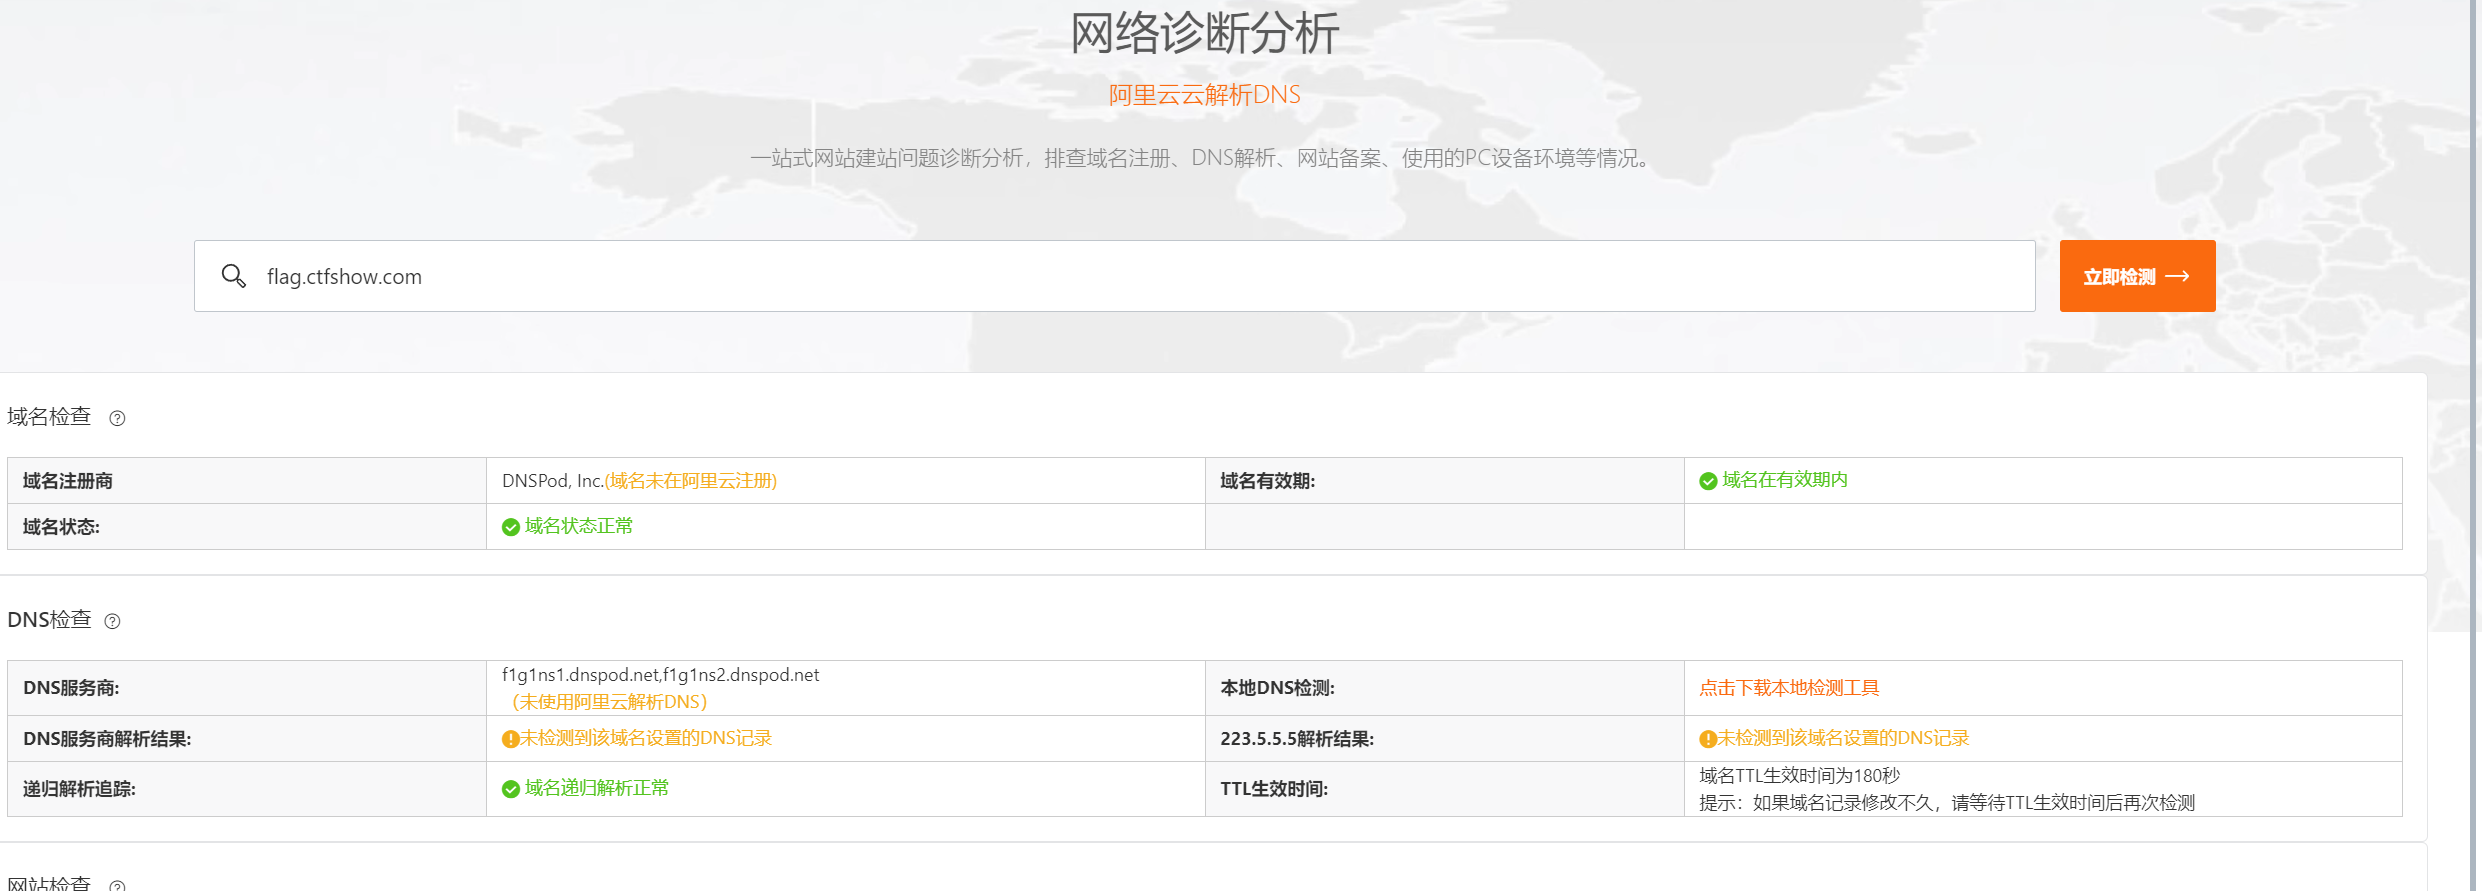 网络诊断分析
阿里云云解析DNS
一站式网站建站问题诊断分析，排查域名注册、DNS解析、网站备案、使用的PC设备环境等情况。
flag.ctfshow.com
立即检测
域名检查
域名注册商
DNSPod, Inc.(域名未在阿里云注册)
域名有效期:
域名在有效期内
域名状态:
域名状态正常
DNS检查
DNS服务商:
f1g1ns1.dnspod.net,f1g1ns2.dnspod.net
（未使用阿里云解析DNS）
本地DNS检测:
点击下载本地检测工具
DNS服务商解析结果:
未检测到该域名设置的DNS记录
223.5.5.5解析结果:
未检测到该域名设置的DNS记录
递归解析追踪:
域名递归解析正常
TTL生效时间:
域名TTL生效时间为180秒
提示：如果域名记录修改不久，请等待TTL生效时间后再次检测
网站检查